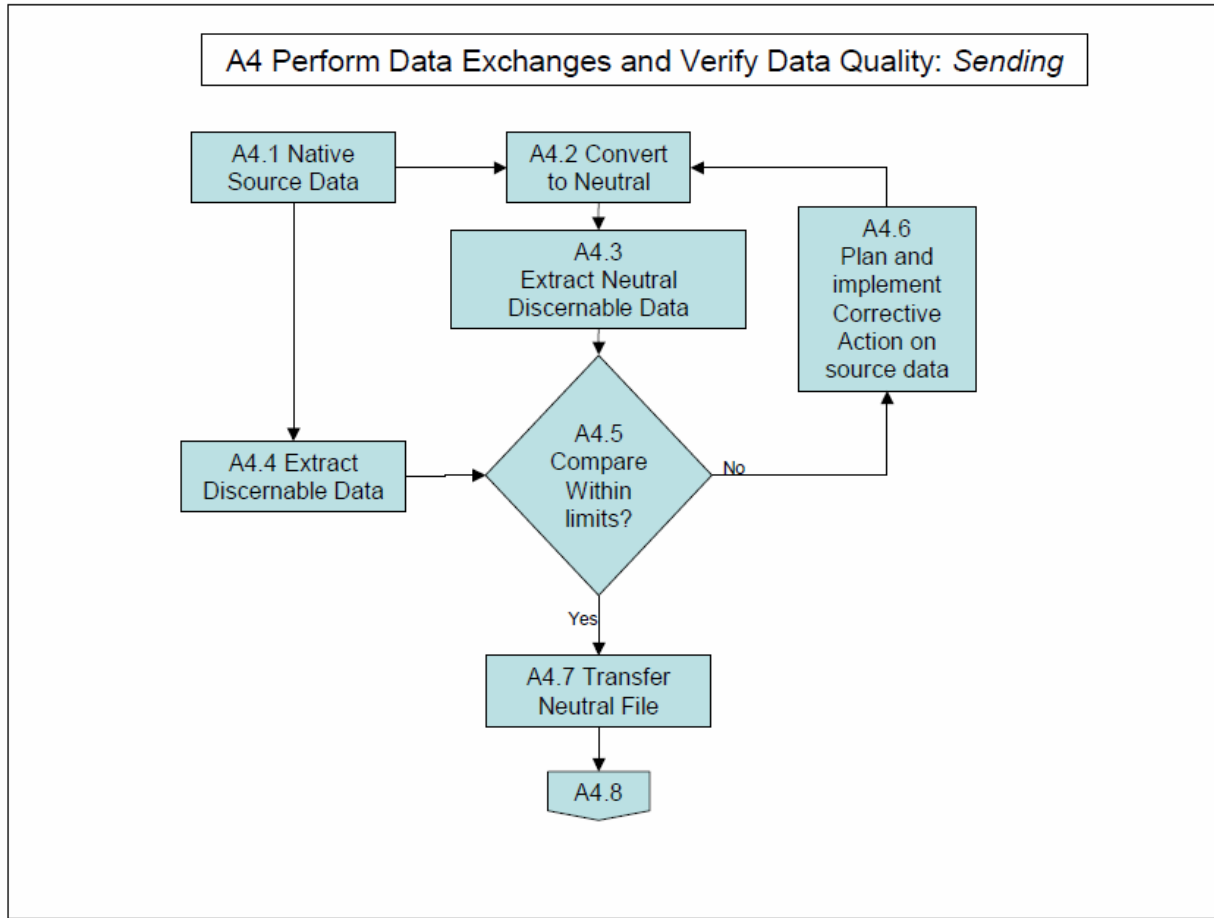 A4 Perform Data Exchanges and Verify Data Quality: Sending
A4.1 Native
Source Data
A4.2 Convert
to Neutral
A4.3
Extract Neutral
Discernable Data
A4.6
Plan and
implement
Corrective
Action on
source data
A4.4 Extract
Discernable Data
A4.5
Compare
Within
limits?
No
Yes
A4.7 Transfer
Neutral File
A4.8